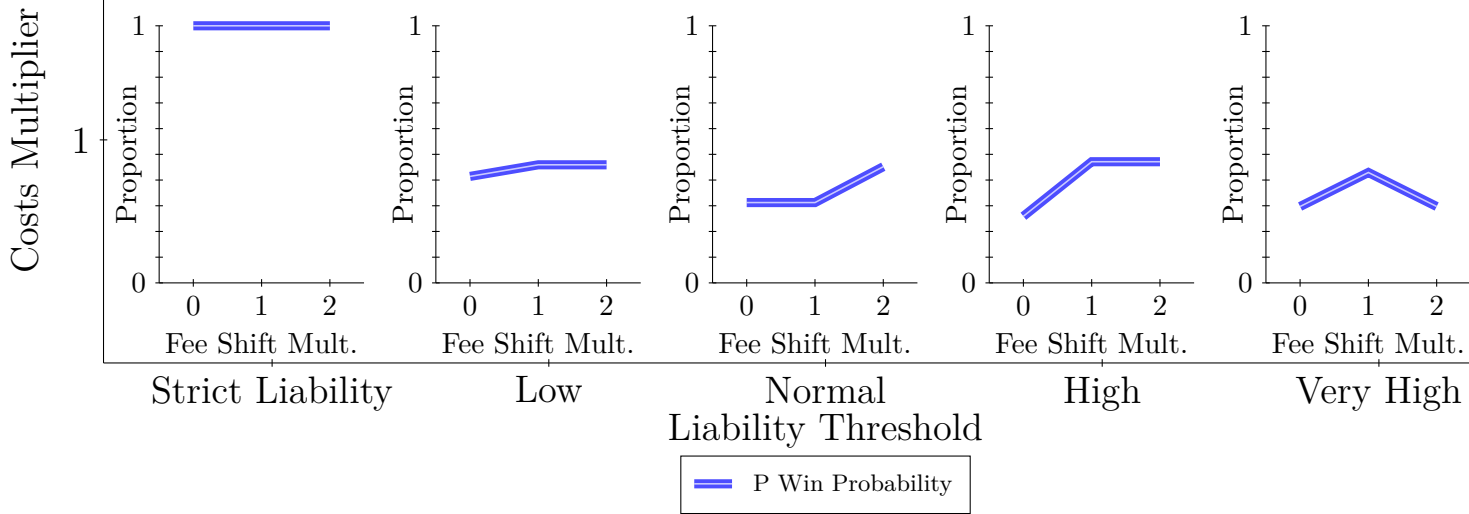 Costs Multiplier
1
1
0
Proportion
0 1 2
Fee Shift Mult.
1
0
Proportion
0 1 2
Fee Shift Mult.
1
0
Proportion
0 1 2
Fee Shift Mult.
1
0
Proportion
0 1 2
Fee Shift Mult.
1
0
Proportion
0 1 2
Fee Shift Mult.
Strict Liability
Low
Normal
High
Very High
Liability Threshold
P Win Probability